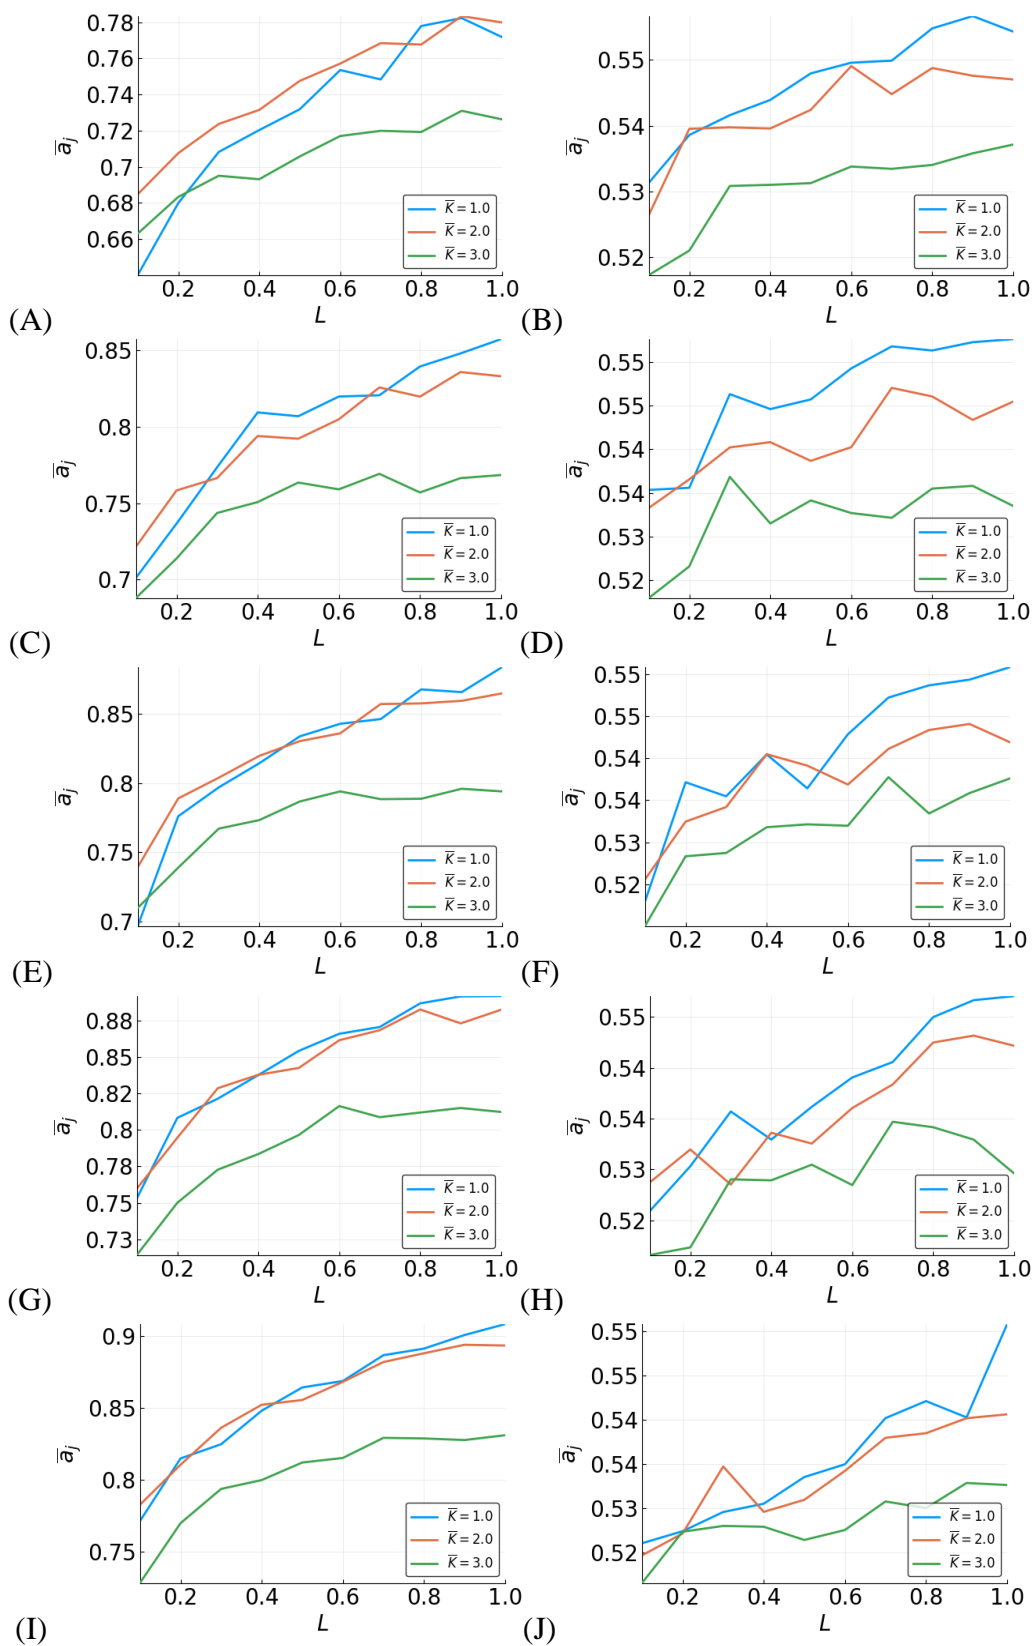 0.78
0.76
0.74
0.72
0.7
0.68
0.66
a̅ⱼ
0.2 0.4 0.6 0.8 1.0
L
K̅ = 1.0
K̅ = 2.0
K̅ = 3.0
(A)
0.55
0.54
0.53
0.52
a̅ⱼ
0.2 0.4 0.6 0.8 1.0
L
K̅ = 1.0
K̅ = 2.0
K̅ = 3.0
(B)
0.85
0.8
0.75
0.7
a̅ⱼ
0.2 0.4 0.6 0.8 1.0
L
K̅ = 1.0
K̅ = 2.0
K̅ = 3.0
(C)
0.55
0.55
0.54
0.54
0.53
0.52
a̅ⱼ
0.2 0.4 0.6 0.8 1.0
L
K̅ = 1.0
K̅ = 2.0
K̅ = 3.0
(D)
0.85
0.8
0.75
0.7
a̅ⱼ
0.2 0.4 0.6 0.8 1.0
L
K̅ = 1.0
K̅ = 2.0
K̅ = 3.0
(E)
0.55
0.55
0.54
0.54
0.53
0.52
a̅ⱼ
0.2 0.4 0.6 0.8 1.0
L
K̅ = 1.0
K̅ = 2.0
K̅ = 3.0
(F)
0.88
0.85
0.82
0.8
0.78
0.75
0.73
a̅ⱼ
0.2 0.4 0.6 0.8 1.0
L
K̅ = 1.0
K̅ = 2.0
K̅ = 3.0
(G)
0.55
0.54
0.54
0.53
0.52
a̅ⱼ
0.2 0.4 0.6 0.8 1.0
L
K̅ = 1.0
K̅ = 2.0
K̅ = 3.0
(H)
0.9
0.85
0.8
0.75
a̅ⱼ
0.2 0.4 0.6 0.8 1.0
L
K̅ = 1.0
K̅ = 2.0
K̅ = 3.0
(I)
0.55
0.55
0.54
0.54
0.53
0.52
a̅ⱼ
0.2 0.4 0.6 0.8 1.0
L
K̅ = 1.0
K̅ = 2.0
K̅ = 3.0
(J)